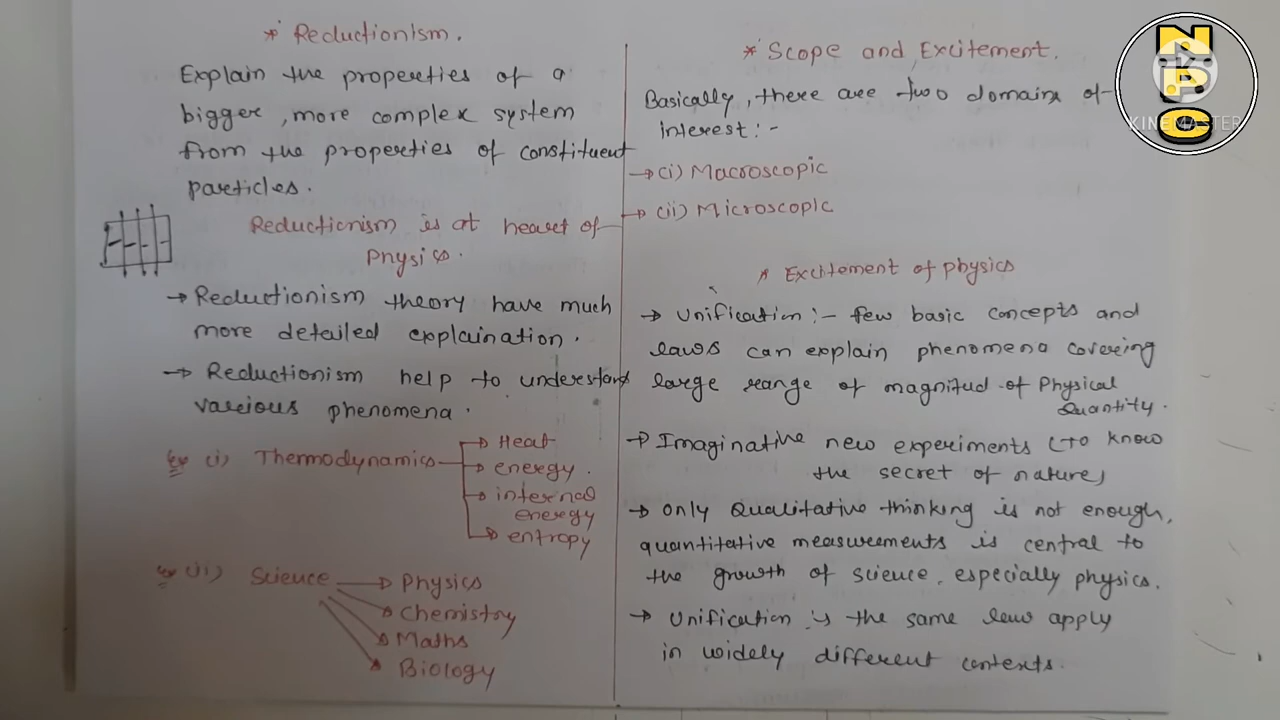 * Reductionism.
Explain the properties of a
bigger, more complex system
from the properties of constituent
particles.
Reductionism is at heart of
Physics.
→ Reductionism theory have much
more detailed explaination.
→ Reductionism help to understand
various phenomena.
Ex (i) Thermodynamics → Heat
→ energy.
→ internal
energy
→ entropy
Ex (ii) Science → Physics
→ Chemistry
→ Maths
→ Biology
* Scope and Excitement.
Basically, there are two domains of
interest :-
→ (i) Macroscopic
→ (ii) Microscopic
* Excitement of physics
→ Unification :- few basic concepts and
laws can explain phenomena covering
large range of magnitud of Physical
Quantity.
→ Imaginative new experiments (to know
the secret of nature)
→ only Qualitative thinking is not enough,
quantitative measurements is central to
the growth of science, especially physics.
→ Unification is the same law apply
in widely different contexts.
NPC
KINEMASTER